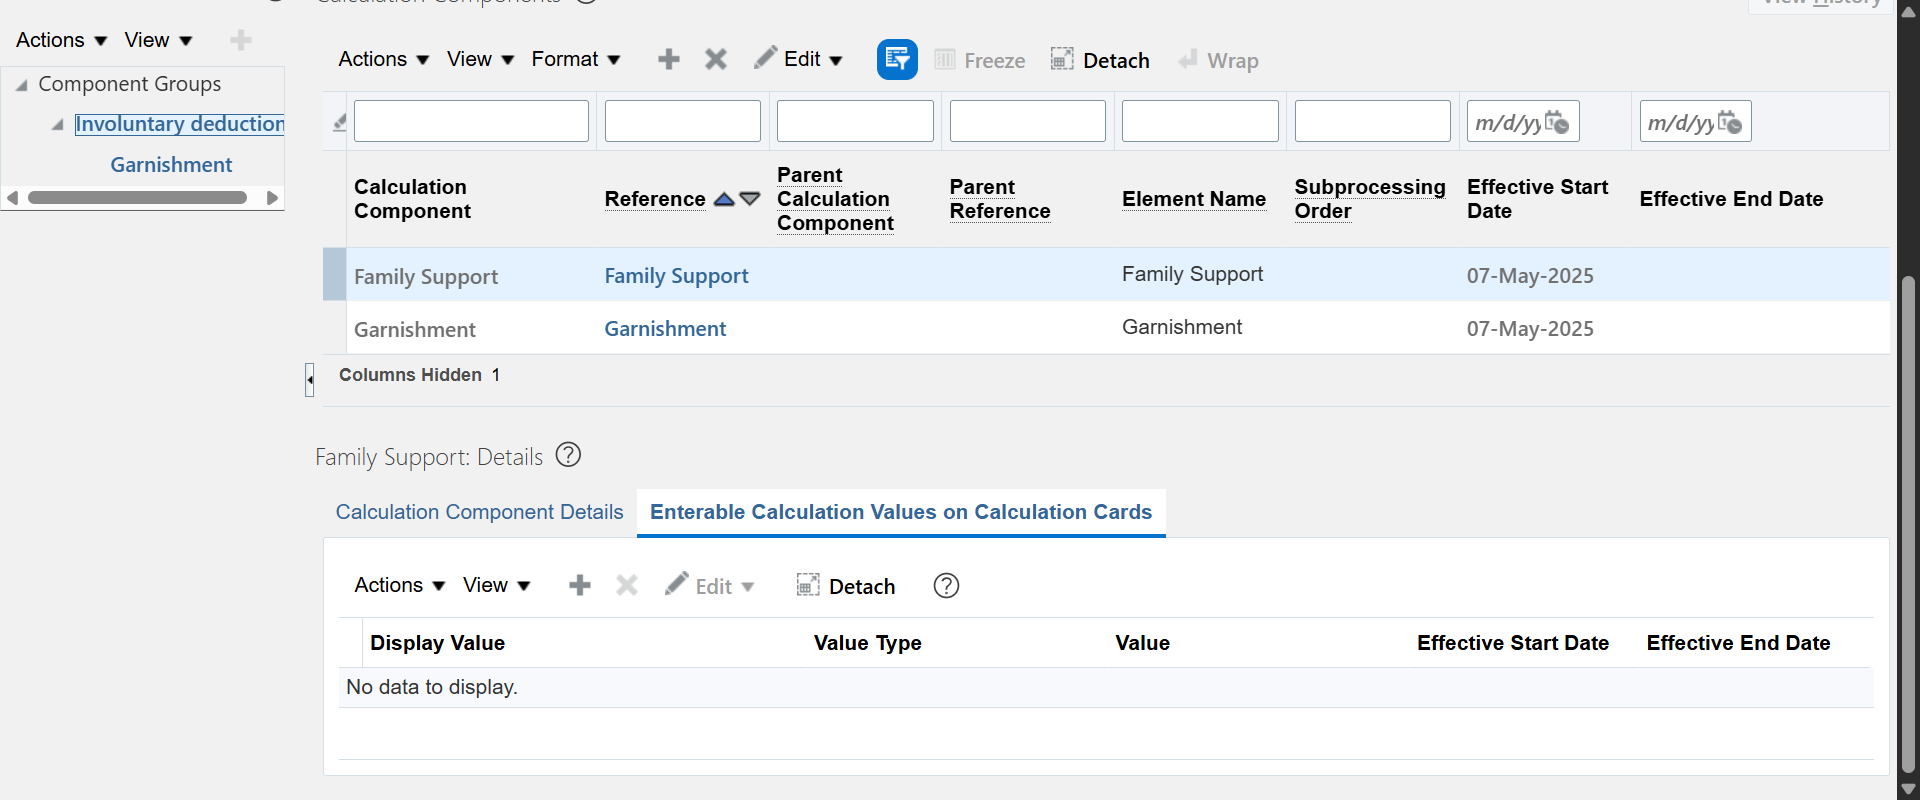 Calculation Components
View History
Actions View
Component Groups
Involuntary deduction
Garnishment
Actions View Format Edit Freeze Detach Wrap
m/d/yy m/d/yy
Calculation Component Reference Parent Calculation Component Parent Reference Element Name Subprocessing Order Effective Start Date Effective End Date
Family Support Family Support Family Support 07-May-2025
Garnishment Garnishment Garnishment 07-May-2025
Columns Hidden 1
Family Support: Details ?
Calculation Component Details Enterable Calculation Values on Calculation Cards
Actions View Edit Detach ?
Display Value Value Type Value Effective Start Date Effective End Date
No data to display.